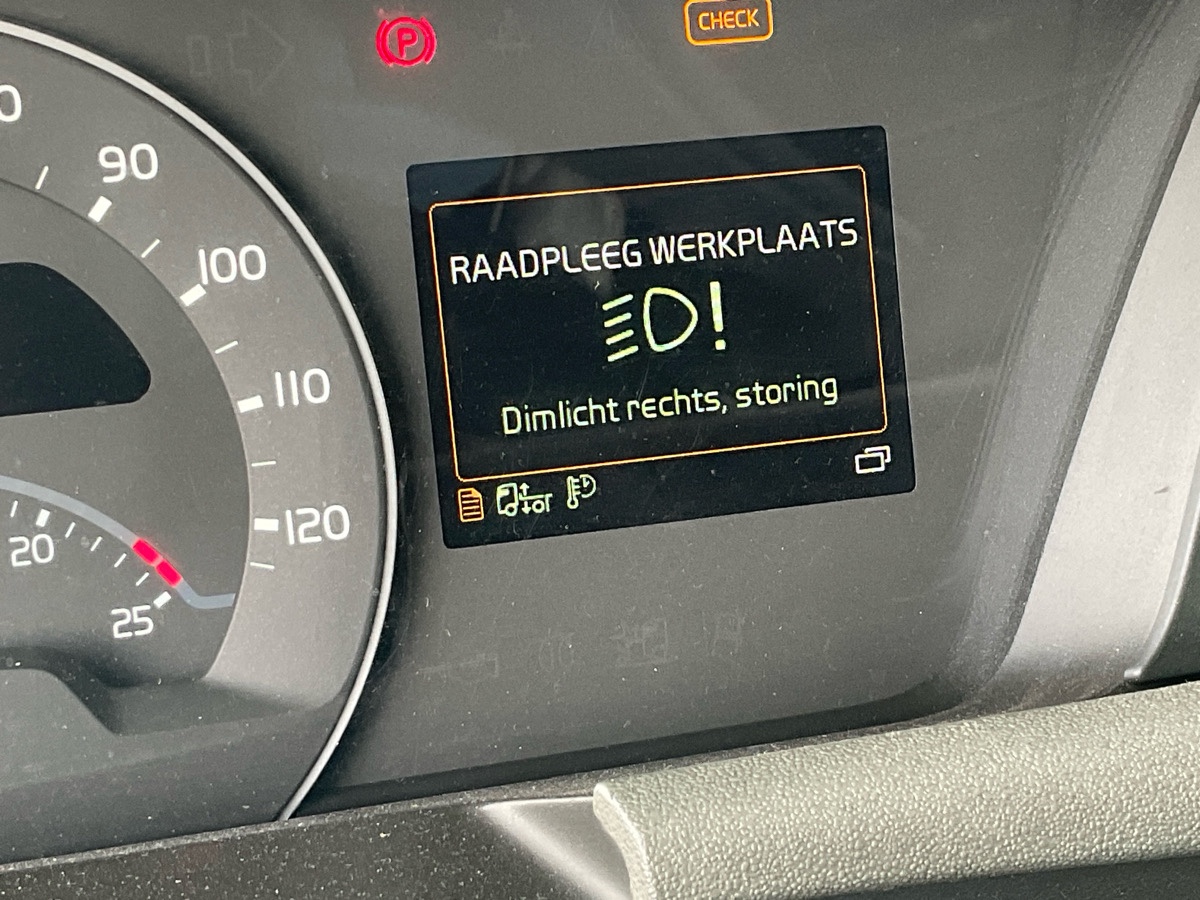 P
CHECK
90
100
110
120
20
25
RAADPLEEG WERKPLAATS
!
Dimlicht rechts, storing